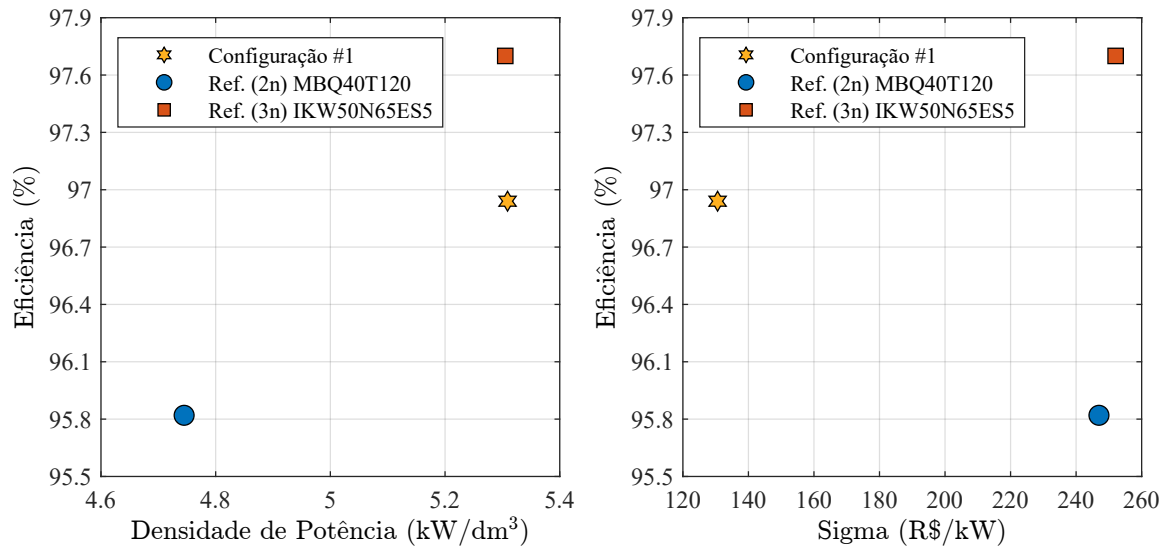 97.9
97.6
97.3
97
96.7
96.4
96.1
95.8
95.5
Eficiência (%)
Configuração #1
Ref. (2n) MBQ40T120
Ref. (3n) IKW50N65ES5
4.6 4.8 5 5.2 5.4
Densidade de Potência (kW/dm³)
97.9
97.6
97.3
97
96.7
96.4
96.1
95.8
95.5
Eficiência (%)
Configuração #1
Ref. (2n) MBQ40T120
Ref. (3n) IKW50N65ES5
120 140 160 180 200 220 240 260
Sigma (R$/kW)